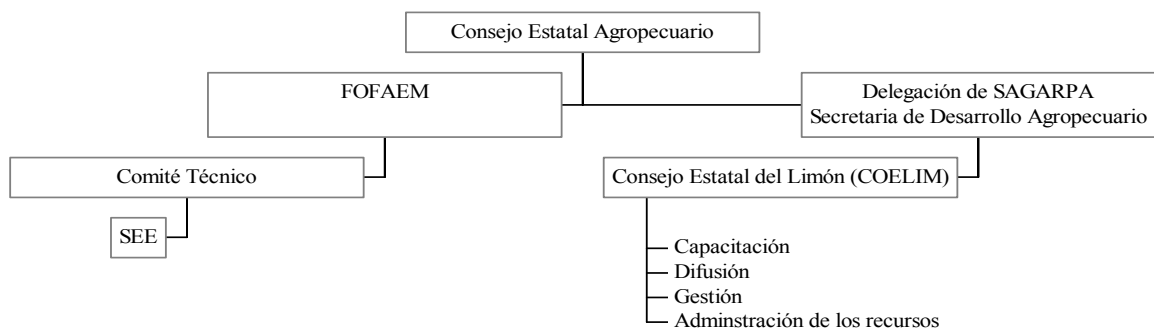 Consejo Estatal Agropecuario
FOFAEM
Delegación de SAGARPA
Secretaria de Desarrollo Agropecuario
Comité Técnico
Consejo Estatal del Limón (COELIM)
SEE
Capacitación
Difusión
Gestión
Adminstración de los recursos